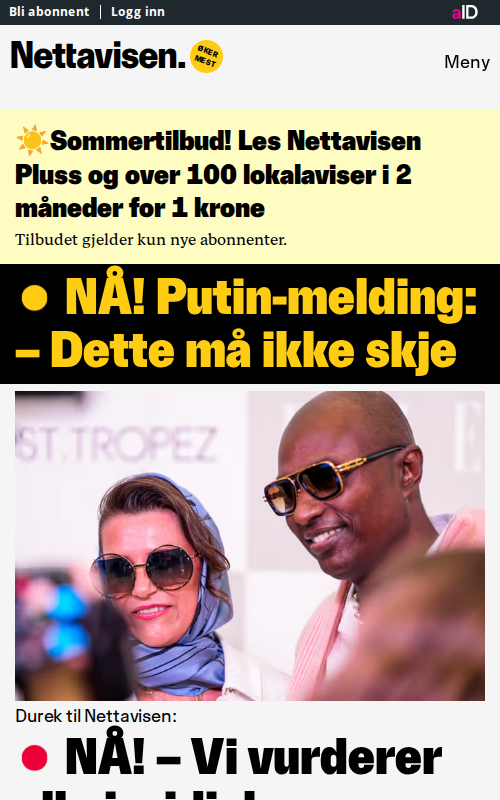 Bli abonnent | Logg inn
aID
Nettavisen.
ØKER
MEST
Meny
☀️Sommertilbud! Les Nettavisen
Pluss og over 100 lokalaviser i 2
måneder for 1 krone
Tilbudet gjelder kun nye abonnenter.
NÅ! Putin-melding:
– Dette må ikke skje
ST.TROPEZ
Durek til Nettavisen:
NÅ! – Vi vurderer